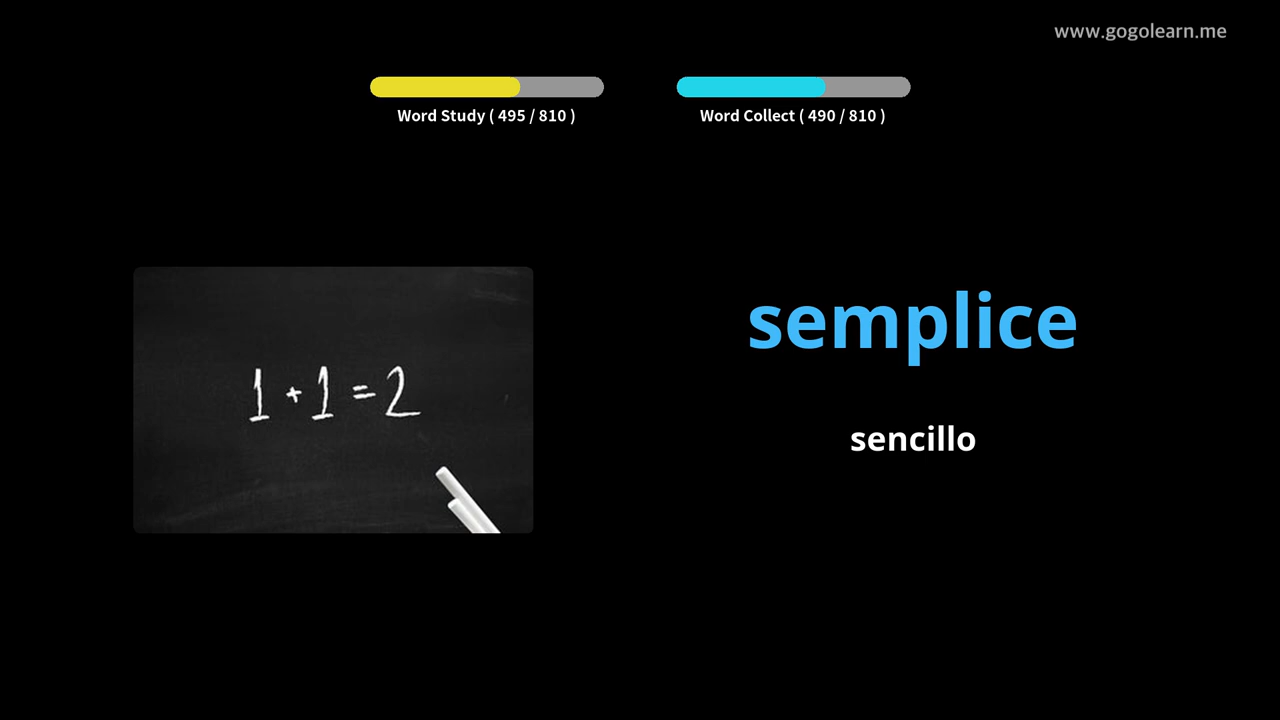 www.gogolearn.me
Word Study ( 495 / 810 )
Word Collect ( 490 / 810 )
1 + 1 = 2
semplice
sencillo